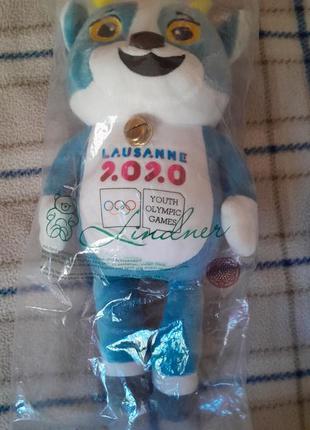 LAUSANNE
2020
YOUTH
OLYMPIC
GAMES
Lindner